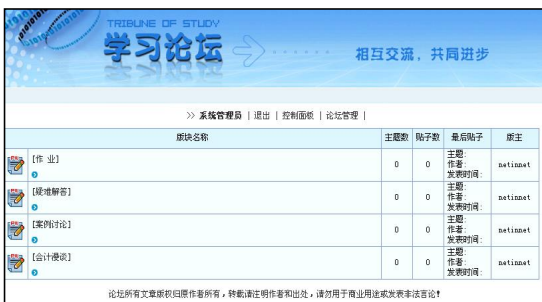 TRIBUNE OF STUDY
学习论坛
相互交流，共同进步
>> 系统管理员 | 退出 | 控制面板 | 论坛管理 |
版块名称 主题数 贴子数 最后贴子 版主
[作 业] 0 0 主题: 作者: 发表时间: netinnet
[疑难解答] 0 0 主题: 作者: 发表时间: netinnet
[案例讨论] 0 0 主题: 作者: 发表时间: netinnet
[会计漫谈] 0 0 主题: 作者: 发表时间: netinnet
论坛所有文章版权归原作者所有，转载请注明作者和出处，请勿用于商业用途或发表非法言论!